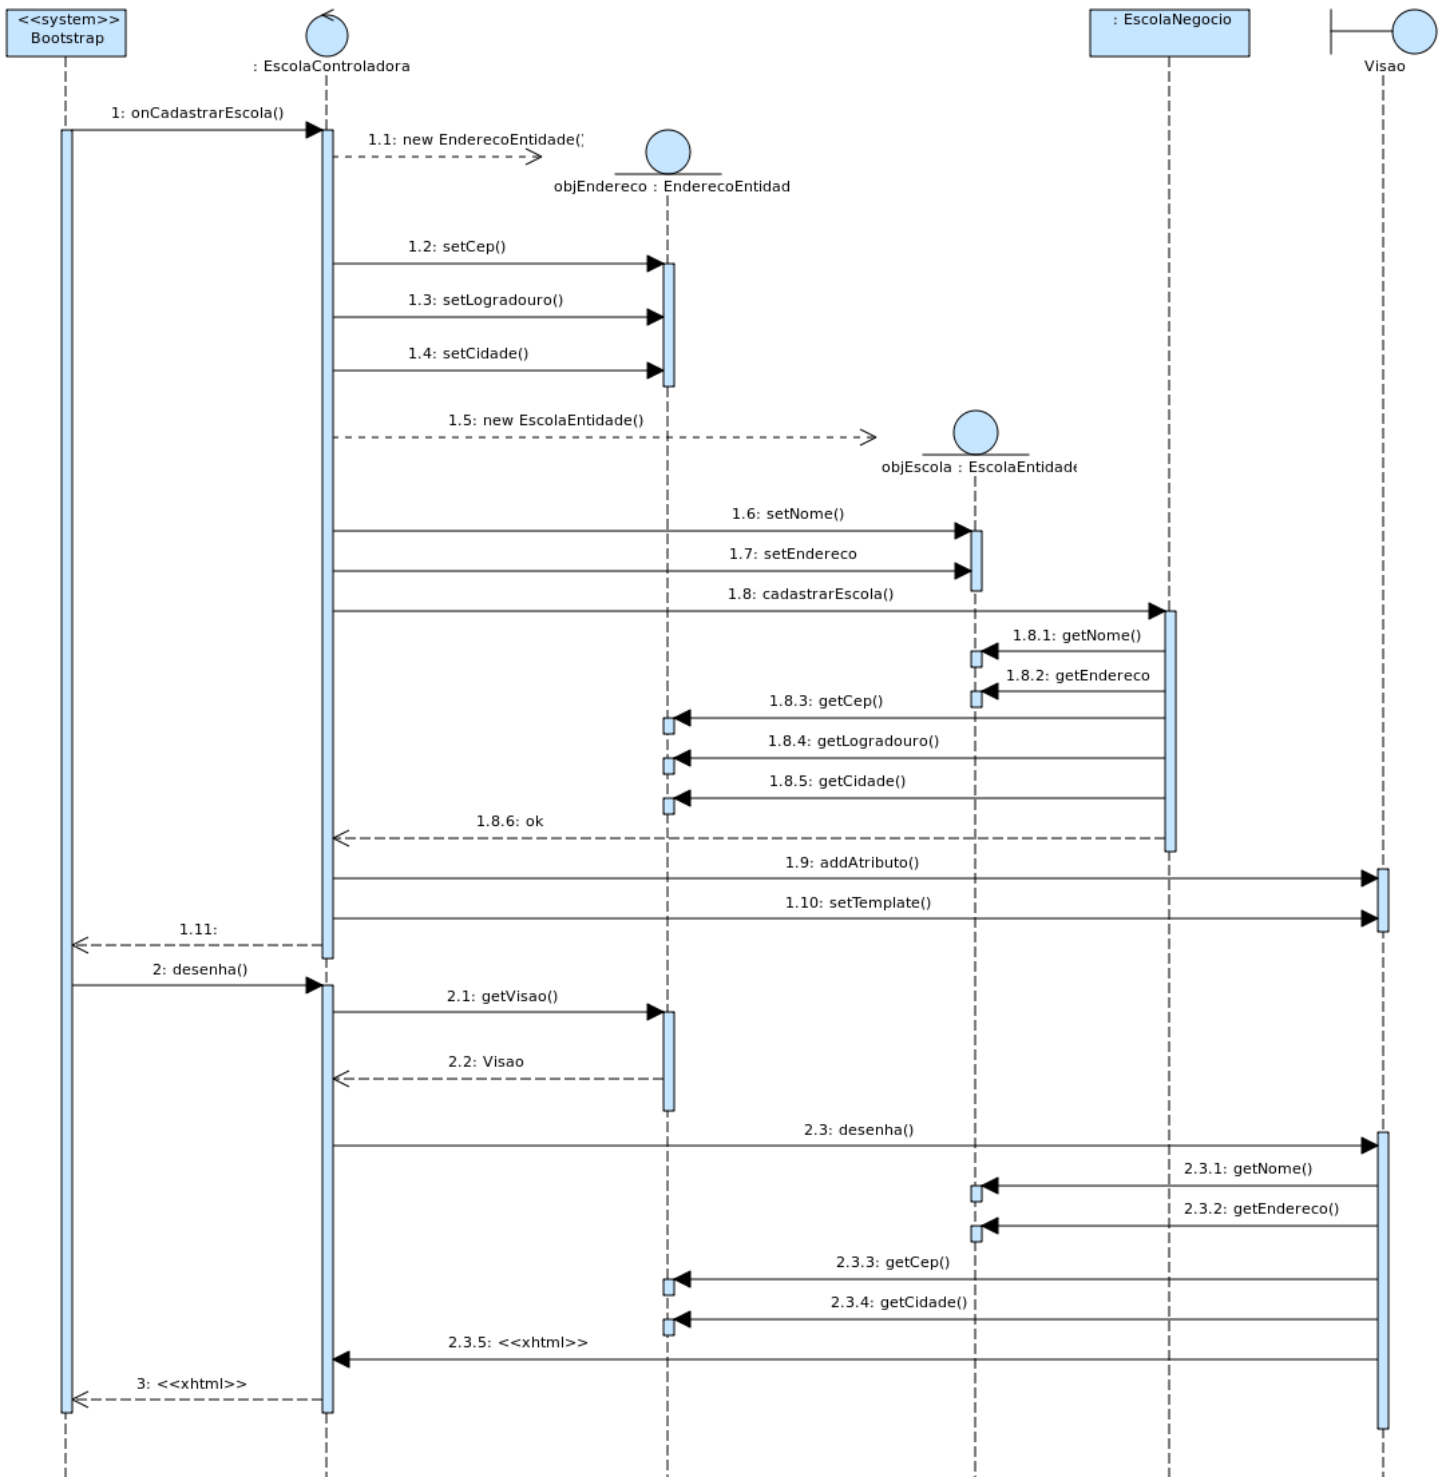 <<system>>
Bootstrap
: EscolaControladora
: EscolaNegocio
Visao
1: onCadastrarEscola()
1.1: new EnderecoEntidade()
objEndereco : EnderecoEntidad
1.2: setCep()
1.3: setLogradouro()
1.4: setCidade()
1.5: new EscolaEntidade()
objEscola : EscolaEntidade
1.6: setNome()
1.7: setEndereco
1.8: cadastrarEscola()
1.8.1: getNome()
1.8.2: getEndereco
1.8.3: getCep()
1.8.4: getLogradouro()
1.8.5: getCidade()
1.8.6: ok
1.9: addAtributo()
1.10: setTemplate()
1.11:
2: desenha()
2.1: getVisao()
2.2: Visao
2.3: desenha()
2.3.1: getNome()
2.3.2: getEndereco()
2.3.3: getCep()
2.3.4: getCidade()
2.3.5: <<xhtml>>
3: <<xhtml>>